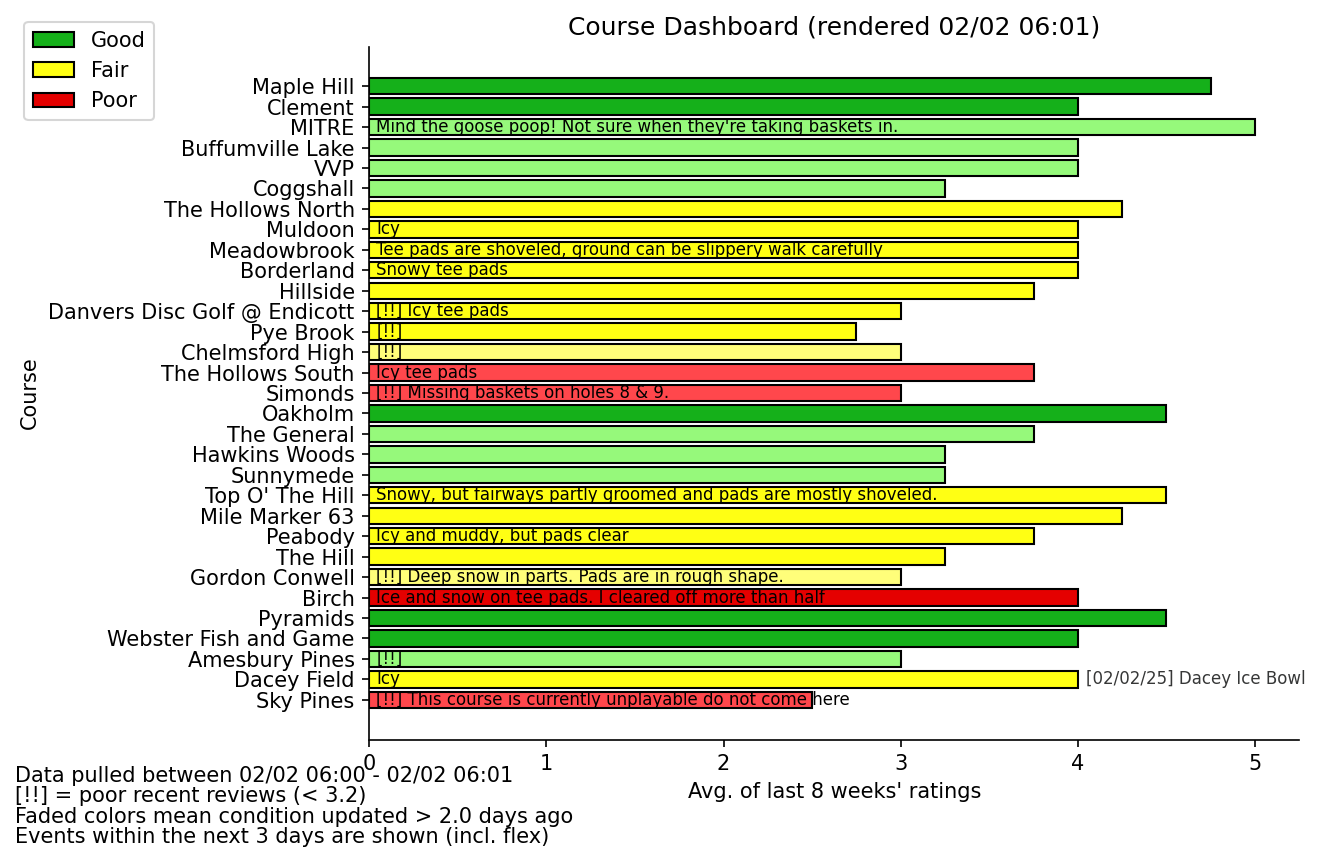 Course Dashboard (rendered 02/02 06:01)
Good
Fair
Poor
Course
Maple Hill
Clement
MITRE Mind the goose poop! Not sure when they're taking baskets in.
Buffumville Lake
VVP
Coggshall
The Hollows North
Muldoon Icy
Meadowbrook Tee pads are shoveled, ground can be slippery walk carefully
Borderland Snowy tee pads
Hillside
Danvers Disc Golf @ Endicott [!!] Icy tee pads
Pye Brook [!!]
Chelmsford High [!!]
The Hollows South Icy tee pads
Simonds [!!] Missing baskets on holes 8 & 9.
Oakholm
The General
Hawkins Woods
Sunnymede
Top O' The Hill Snowy, but fairways partly groomed and pads are mostly shoveled.
Mile Marker 63
Peabody Icy and muddy, but pads clear
The Hill
Gordon Conwell [!!] Deep snow in parts. Pads are in rough shape.
Birch Ice and snow on tee pads. I cleared off more than half
Pyramids
Webster Fish and Game
Amesbury Pines [!!]
Dacey Field Icy [02/02/25] Dacey Ice Bowl
Sky Pines [!!] This course is currently unplayable do not come here
0 1 2 3 4 5
Avg. of last 8 weeks' ratings
Data pulled between 02/02 06:00 - 02/02 06:01
[!!] = poor recent reviews (< 3.2)
Faded colors mean condition updated > 2.0 days ago
Events within the next 3 days are shown (incl. flex)